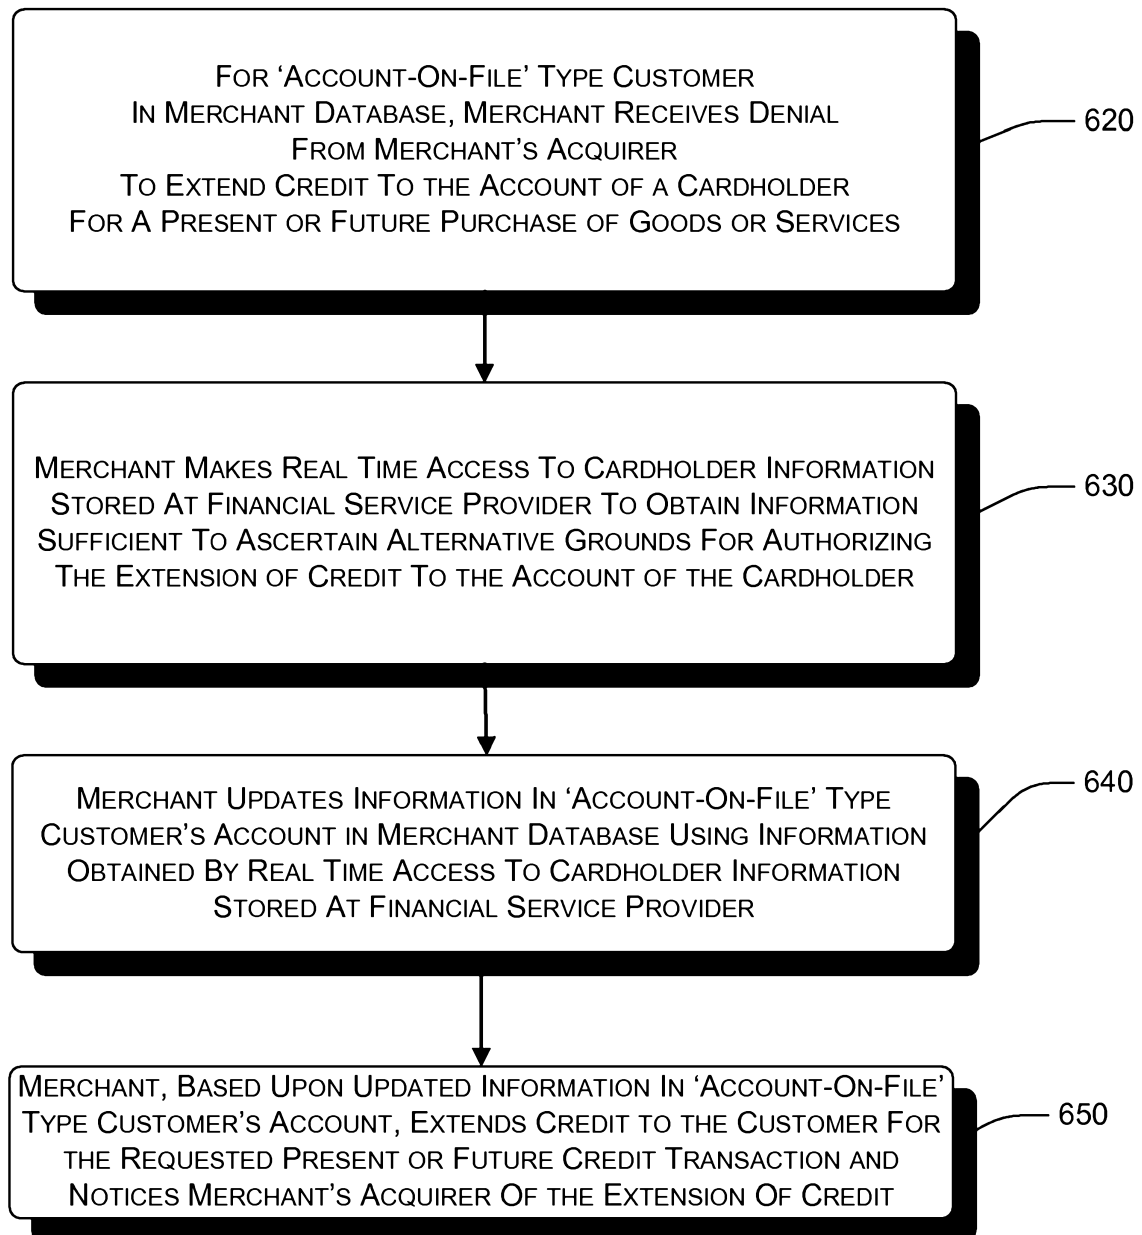 FOR ‘ACCOUNT-ON-FILE’ TYPE CUSTOMER
IN MERCHANT DATABASE, MERCHANT RECEIVES DENIAL
FROM MERCHANT’S ACQUIRER
TO EXTEND CREDIT TO THE ACCOUNT OF A CARDHOLDER
FOR A PRESENT OR FUTURE PURCHASE OF GOODS OR SERVICES
620
MERCHANT MAKES REAL TIME ACCESS TO CARDHOLDER INFORMATION
STORED AT FINANCIAL SERVICE PROVIDER TO OBTAIN INFORMATION
SUFFICIENT TO ASCERTAIN ALTERNATIVE GROUNDS FOR AUTHORIZING
THE EXTENSION OF CREDIT TO THE ACCOUNT OF THE CARDHOLDER
630
MERCHANT UPDATES INFORMATION IN ‘ACCOUNT-ON-FILE’ TYPE
CUSTOMER’S ACCOUNT IN MERCHANT DATABASE USING INFORMATION
OBTAINED BY REAL TIME ACCESS TO CARDHOLDER INFORMATION
STORED AT FINANCIAL SERVICE PROVIDER
640
MERCHANT, BASED UPON UPDATED INFORMATION IN ‘ACCOUNT-ON-FILE’
TYPE CUSTOMER’S ACCOUNT, EXTENDS CREDIT TO THE CUSTOMER FOR
THE REQUESTED PRESENT OR FUTURE CREDIT TRANSACTION AND
NOTICES MERCHANT’S ACQUIRER OF THE EXTENSION OF CREDIT
650